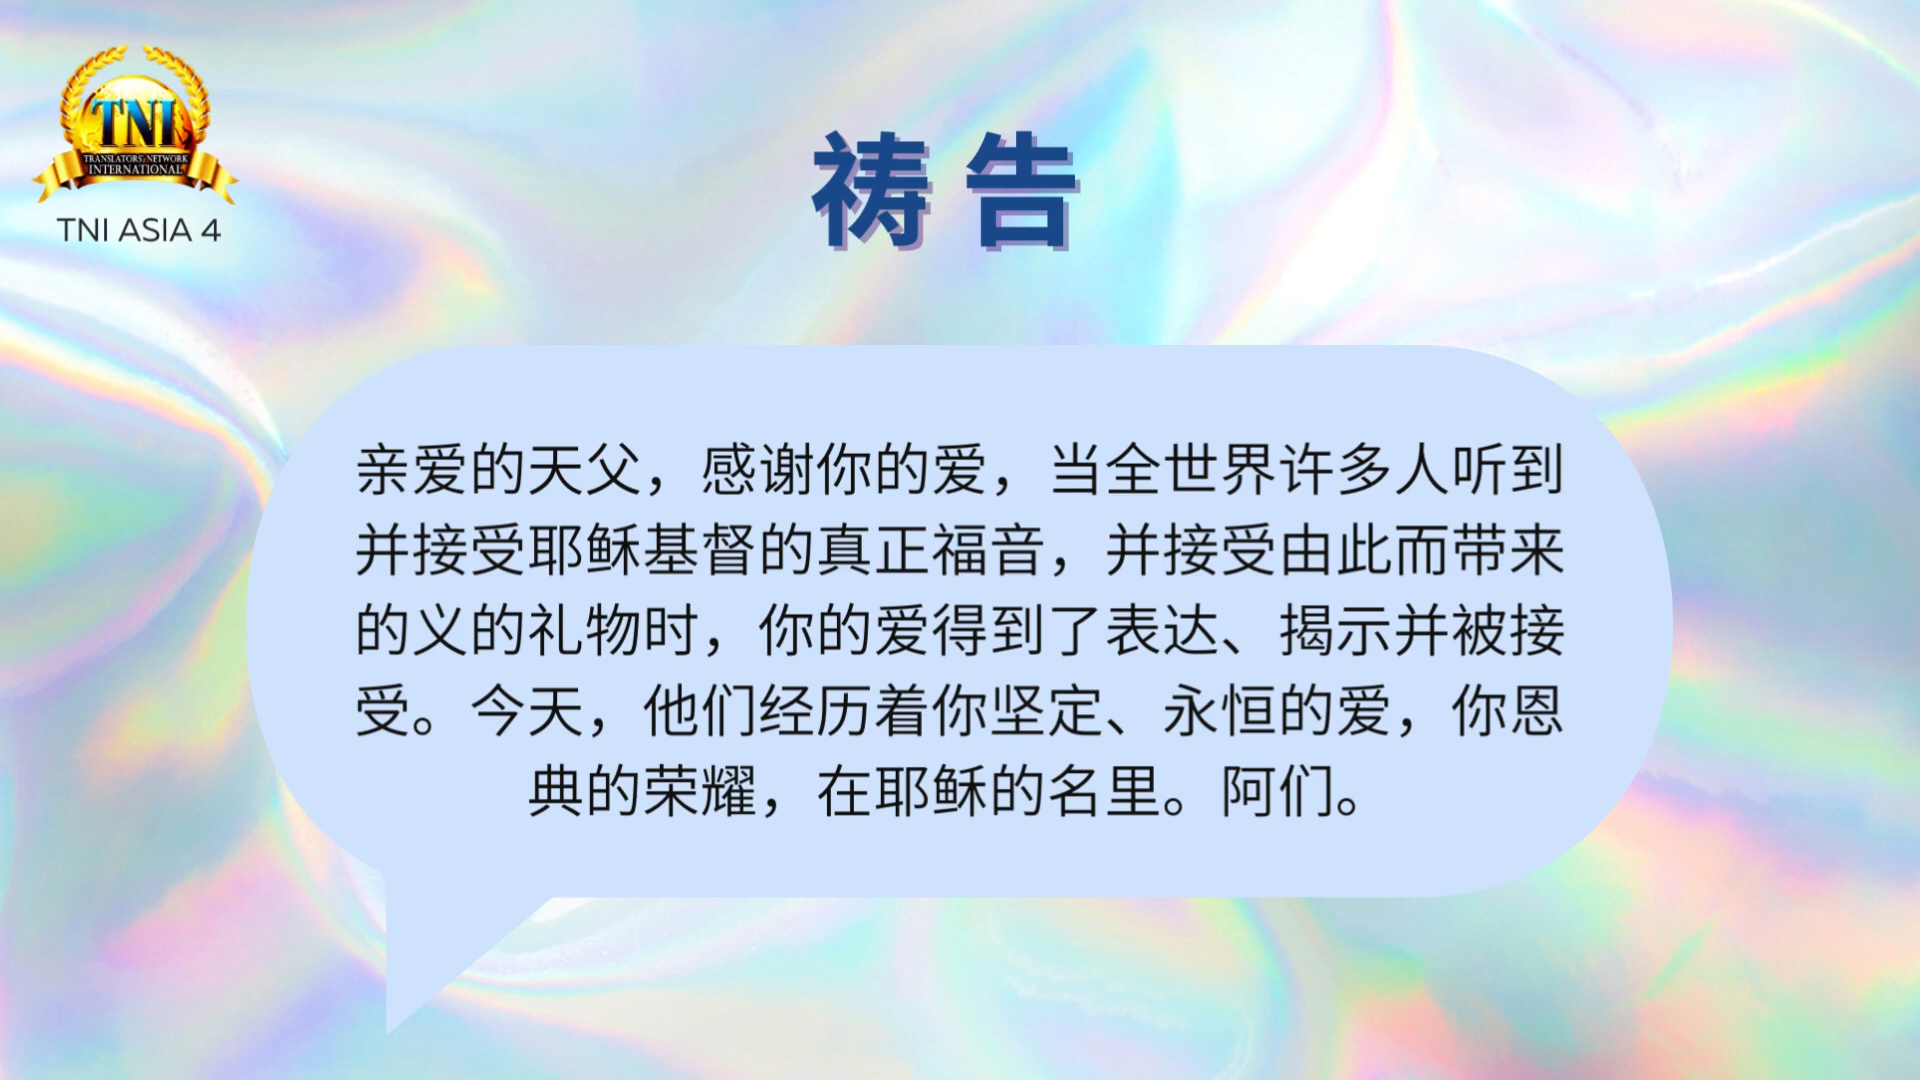 TNI
TRANSLATORS' NETWORK
INTERNATIONAL
TNI ASIA 4
祷告
亲爱的天父，感谢你的爱，当全世界许多人听到
并接受耶稣基督的真正福音，并接受由此而带来
的义的礼物时，你的爱得到了表达、揭示并被接
受。今天，他们经历着你坚定、永恒的爱，你恩
典的荣耀，在耶稣的名里。阿们。